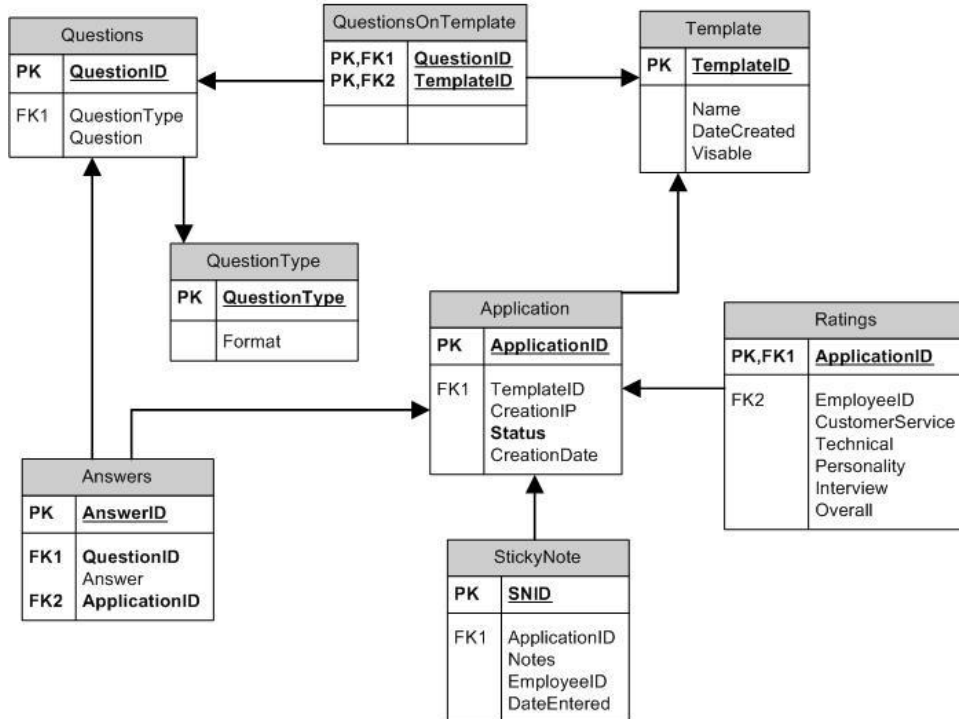 Questions
PK QuestionID
FK1 QuestionType
Question
QuestionsOnTemplate
PK,FK1 QuestionID
PK,FK2 TemplateID
Template
PK TemplateID
Name
DateCreated
Visable
QuestionType
PK QuestionType
Format
Application
PK ApplicationID
FK1 TemplateID
CreationIP
Status
CreationDate
Ratings
PK,FK1 ApplicationID
FK2 EmployeeID
CustomerService
Technical
Personality
Interview
Overall
Answers
PK AnswerID
FK1 QuestionID
Answer
FK2 ApplicationID
StickyNote
PK SNID
FK1 ApplicationID
Notes
EmployeeID
DateEntered